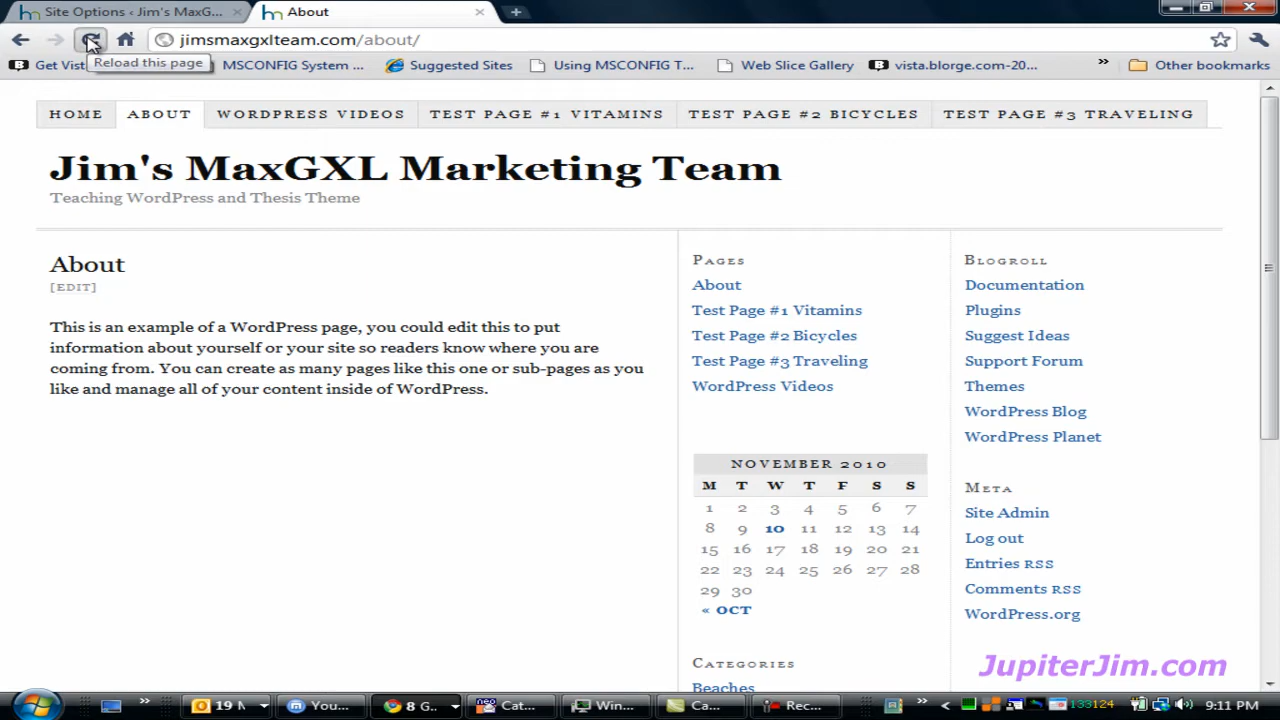 Site Options ‹ Jim's MaxG...
About
jimsmaxgxlteam.com/about/
Get Vist
Reload this page
MSCONFIG System ...
Suggested Sites
Using MSCONFIG T...
Web Slice Gallery
vista.blorge.com-20...
»
Other bookmarks
HOME
ABOUT
WORDPRESS VIDEOS
TEST PAGE #1 VITAMINS
TEST PAGE #2 BICYCLES
TEST PAGE #3 TRAVELING
Jim's MaxGXL Marketing Team
Teaching WordPress and Thesis Theme
About
[EDIT]
This is an example of a WordPress page, you could edit this to put
information about yourself or your site so readers know where you are
coming from. You can create as many pages like this one or sub-pages as you
like and manage all of your content inside of WordPress.
PAGES
About
Test Page #1 Vitamins
Test Page #2 Bicycles
Test Page #3 Traveling
WordPress Videos
NOVEMBER 2010
M T W T F S S
1 2 3 4 5 6 7
8 9 10 11 12 13 14
15 16 17 18 19 20 21
22 23 24 25 26 27 28
29 30
« OCT
CATEGORIES
Beaches
BLOGROLL
Documentation
Plugins
Suggest Ideas
Support Forum
Themes
WordPress Blog
WordPress Planet
META
Site Admin
Log out
Entries RSS
Comments RSS
WordPress.org
JupiterJim.com
» 19 M You... 8 G.. Cat... Win... Ca... Rec... » 133124 9:11 PM